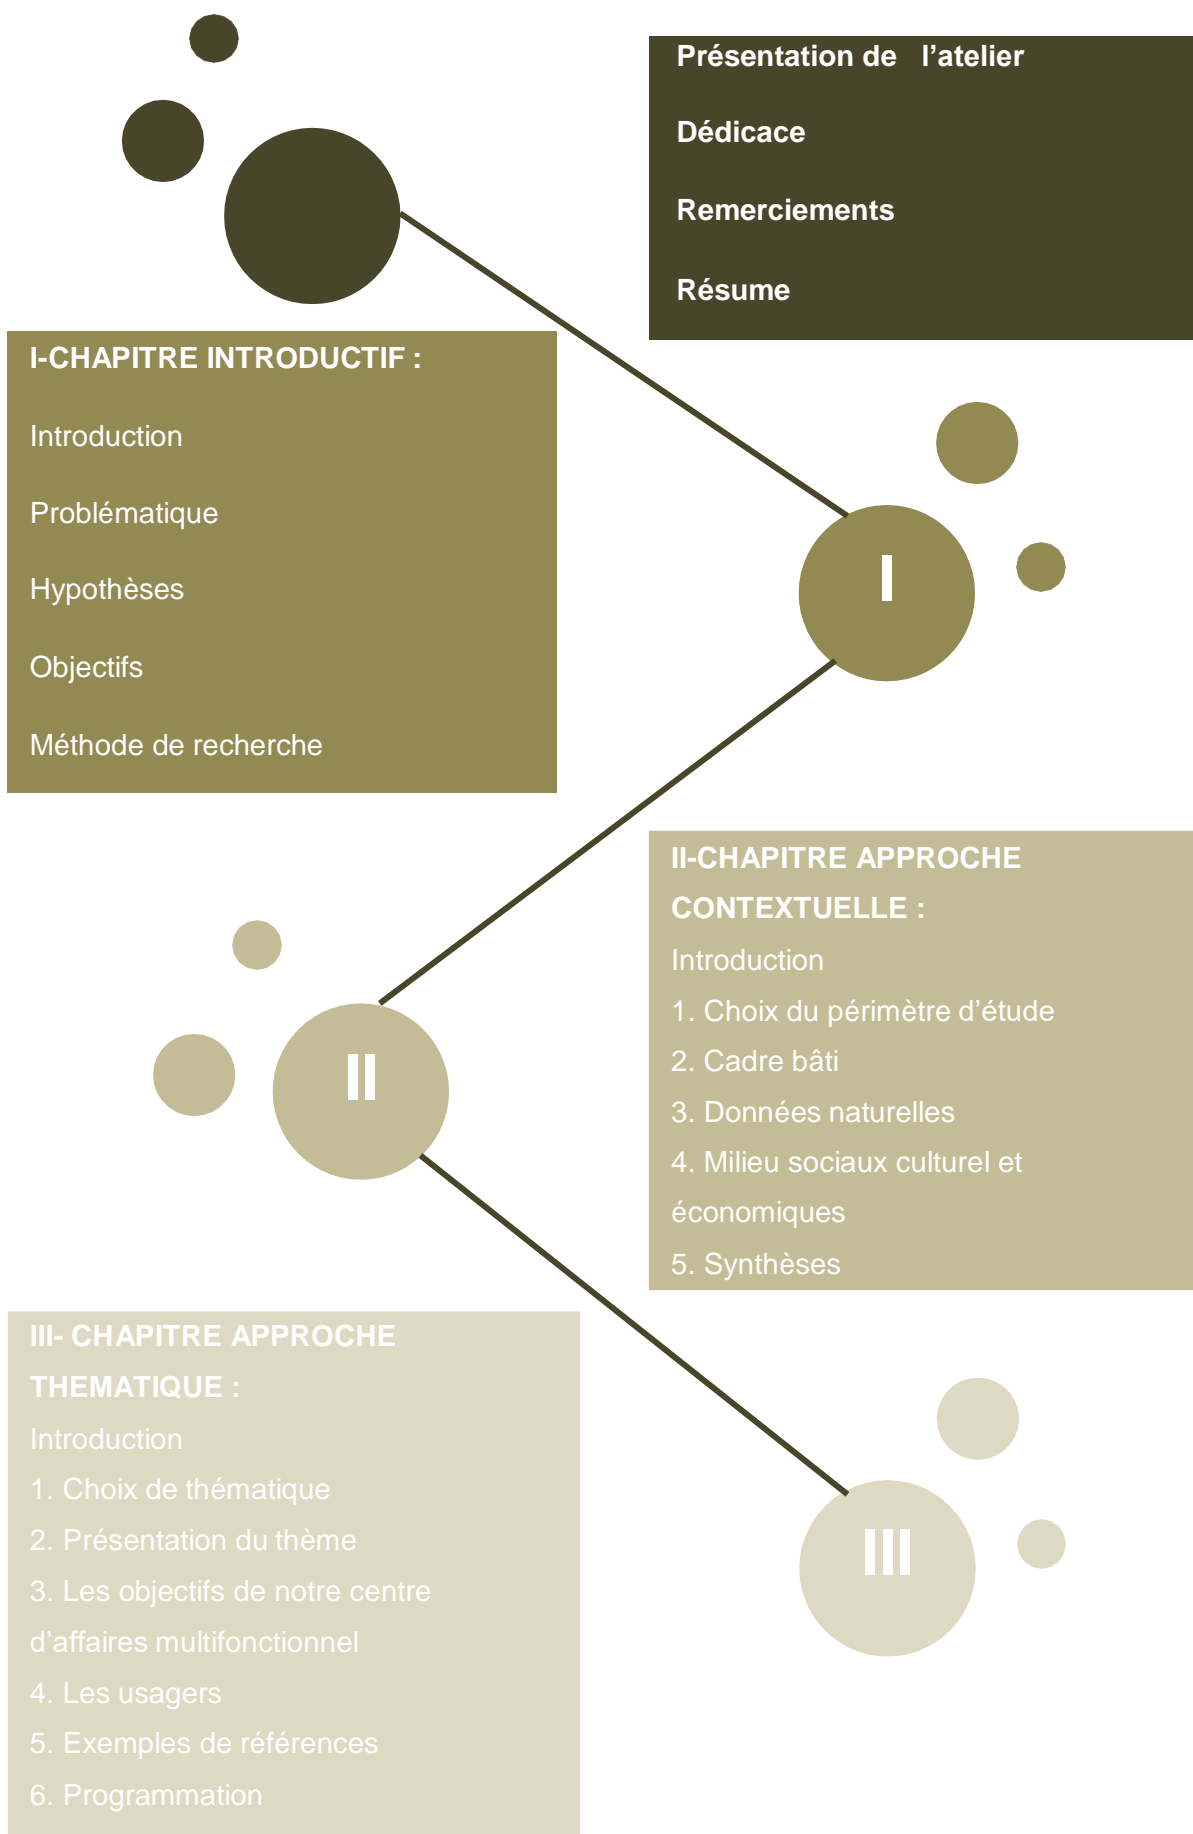 Présentation de l’atelier
Dédicace
Remerciements
Résume
I-CHAPITRE INTRODUCTIF :
Introduction
Problématique
Hypothèses
Objectifs
Méthode de recherche
I
II-CHAPITRE APPROCHE
CONTEXTUELLE :
Introduction
1. Choix du périmètre d’étude
2. Cadre bâti
3. Données naturelles
4. Milieu sociaux culturel et
économiques
5. Synthèses
II
III- CHAPITRE APPROCHE
THEMATIQUE :
Introduction
1. Choix de thématique
2. Présentation du thème
3. Les objectifs de notre centre
d’affaires multifonctionnel
4. Les usagers
5. Exemples de références
6. Programmation
III